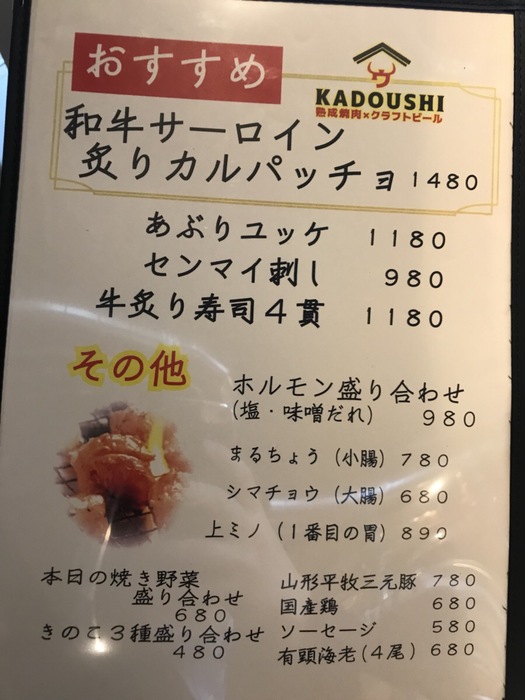 おすすめ
KADOUSHI
熟成焼肉×クラフトビール
和牛サーロイン
炙りカルパッチョ 1480
あぶりユッケ 1180
センマイ刺し 980
牛炙り寿司4貫 1180
その他
ホルモン盛り合わせ
(塩・味噌だれ) 980
まるちょう (小腸) 780
シマチョウ (大腸) 680
上ミノ (1番目の胃) 890
本日の焼き野菜
盛り合わせ
680
きのこ3種盛り合わせ
480
山形平牧三元豚 780
国産鶏 680
ソーセージ 580
有頭海老(4尾) 680